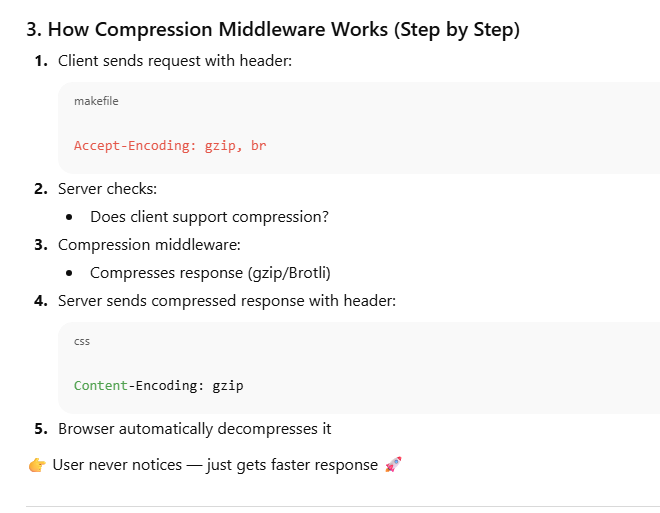 3. How Compression Middleware Works (Step by Step)
1. Client sends request with header:
makefile
Accept-Encoding: gzip, br
2. Server checks:
• Does client support compression?
3. Compression middleware:
• Compresses response (gzip/Brotli)
4. Server sends compressed response with header:
css
Content-Encoding: gzip
5. Browser automatically decompresses it
👉 User never notices — just gets faster response 🚀